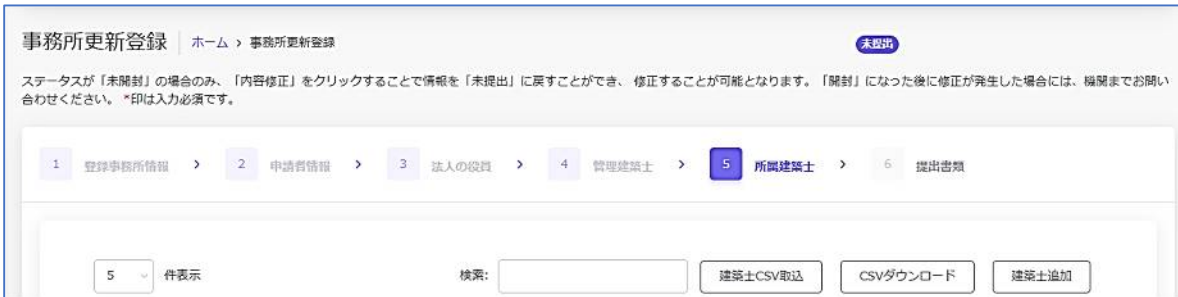 事務所更新登録 ホーム > 事務所更新登録 未提出
ステータスが「未開封」の場合のみ、「内容修正」をクリックすることで情報を「未提出」に戻すことができ、 修正することが可能となります。「開封」になった後に修正が発生した場合には、機関までお問い
合わせください。 *印は入力必須です。
1 登録事務所情報 > 2 申請者情報 > 3 法人の役員 > 4 管理建築士 > 5 所属建築士 > 6 提出書類
5 件表示 検索: 建築士CSV取込 CSVダウンロード 建築士追加